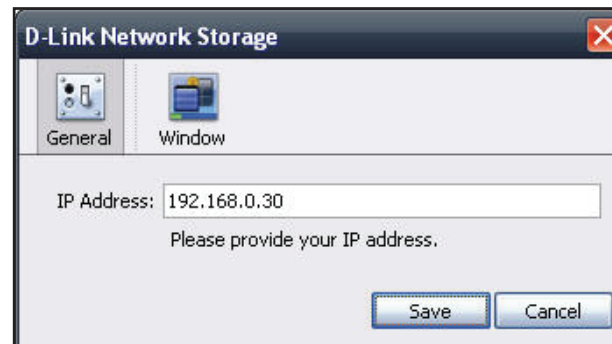 D-Link Network Storage
General Window
IP Address: 192.168.0.30
Please provide your IP address.
Save Cancel